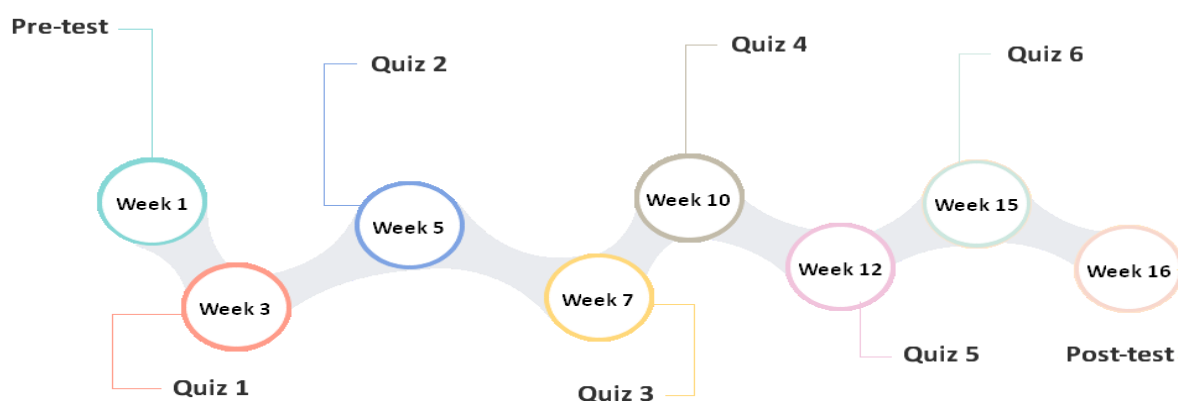 Pre-test
Week 1
Quiz 1
Week 3
Quiz 2
Week 5
Quiz 3
Week 7
Quiz 4
Week 10
Quiz 5
Week 12
Quiz 6
Week 15
Post-test
Week 16